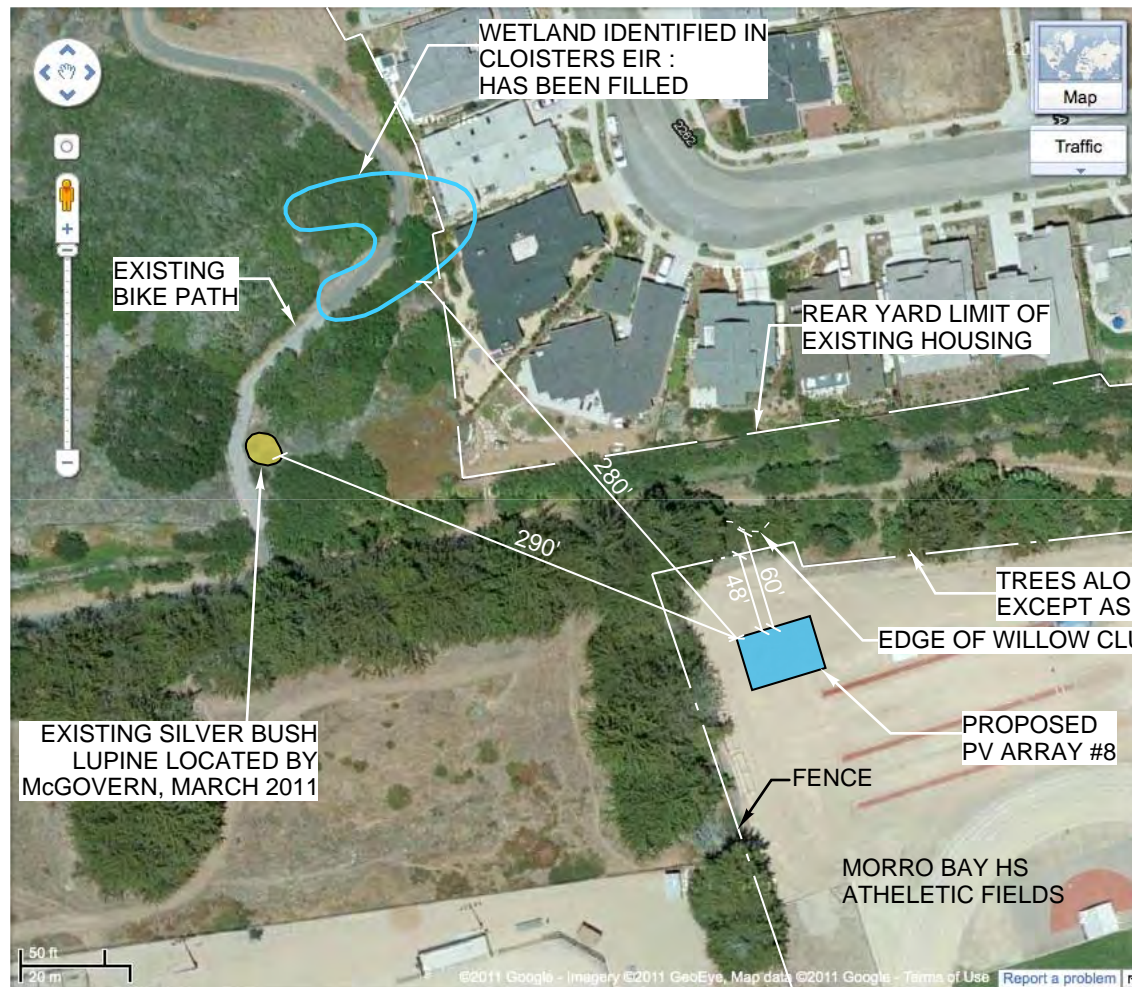 WETLAND IDENTIFIED IN
CLOISTERS EIR :
HAS BEEN FILLED
Map
Traffic
2262
EXISTING
BIKE PATH
REAR YARD LIMIT OF
EXISTING HOUSING
280'
290'
48'
60'
TREES ALO
EXCEPT AS
EDGE OF WILLOW CLU
EXISTING SILVER BUSH
LUPINE LOCATED BY
McGOVERN, MARCH 2011
PROPOSED
PV ARRAY #8
FENCE
MORRO BAY HS
ATHELETIC FIELDS
50 ft
20 m
©2011 Google - Imagery ©2011 GeoEye, Map data ©2011 Google - Terms of Use
Report a problem